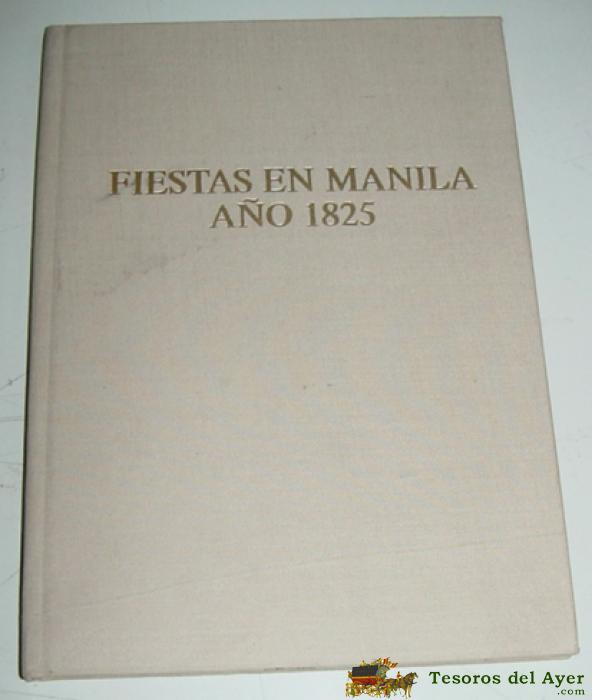 FIESTAS EN MANILA
AÑO 1825
Tesoros del Ayer
.com